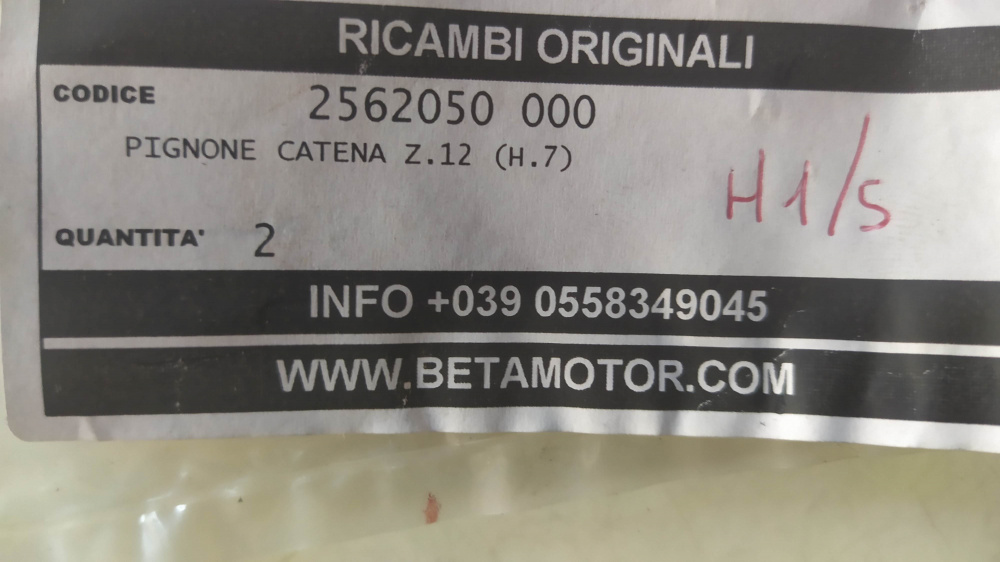 RICAMBI ORIGINALI
CODICE 2562050 000
PIGNONE CATENA Z.12 (H.7)
H1/S
QUANTITA' 2
INFO +039 0558349045
WWW.BETAMOTOR.COM